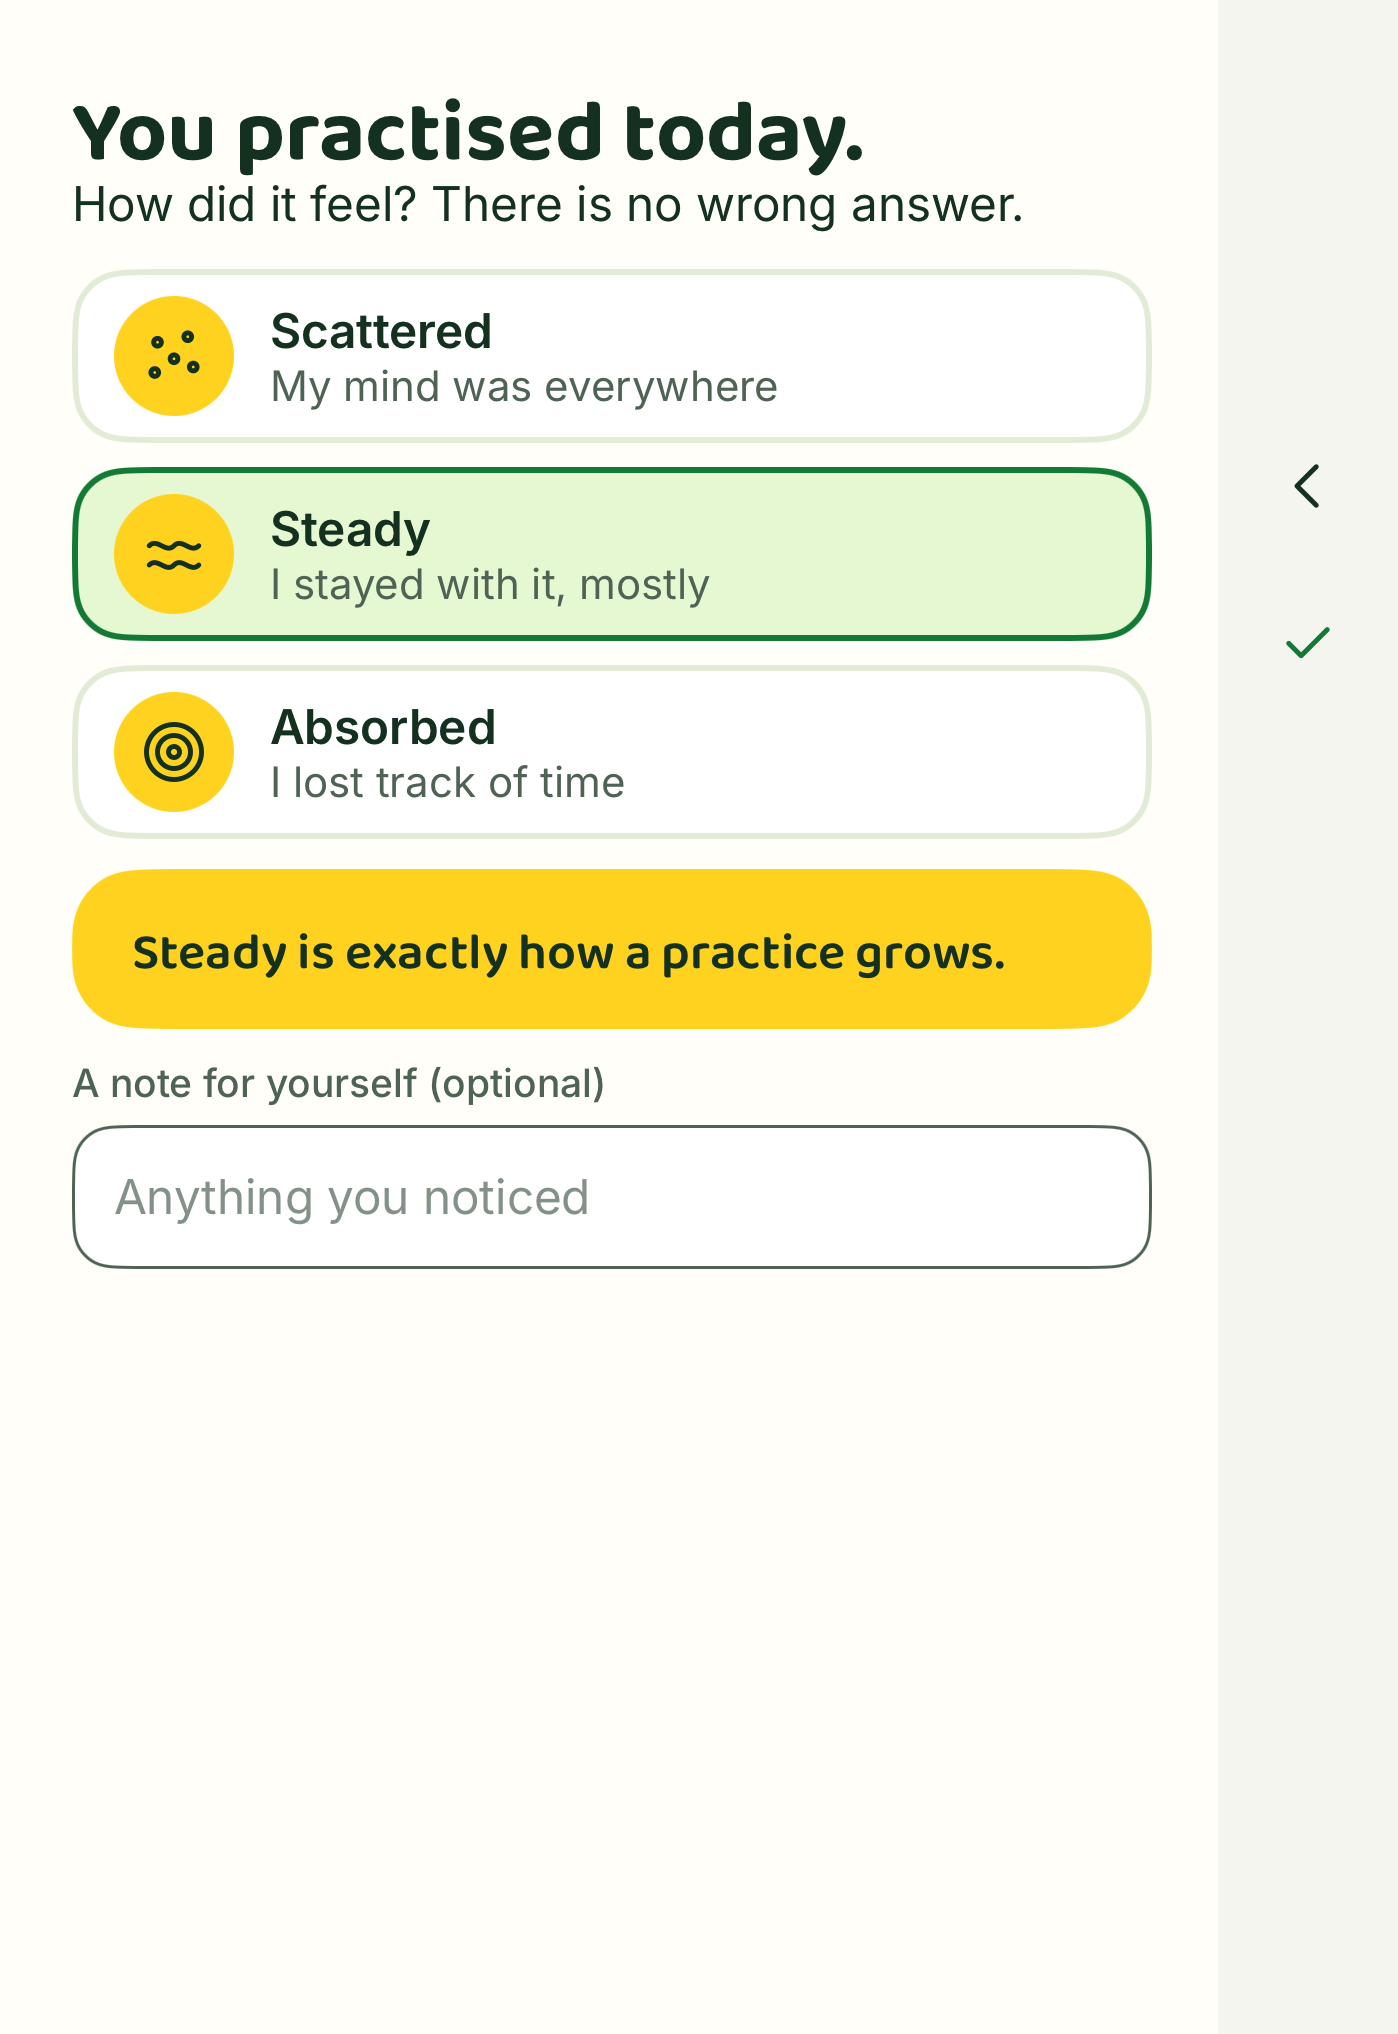 You practised today.
How did it feel? There is no wrong answer.
Scattered
My mind was everywhere
Steady
I stayed with it, mostly
Absorbed
I lost track of time
Steady is exactly how a practice grows.
A note for yourself (optional)
Anything you noticed